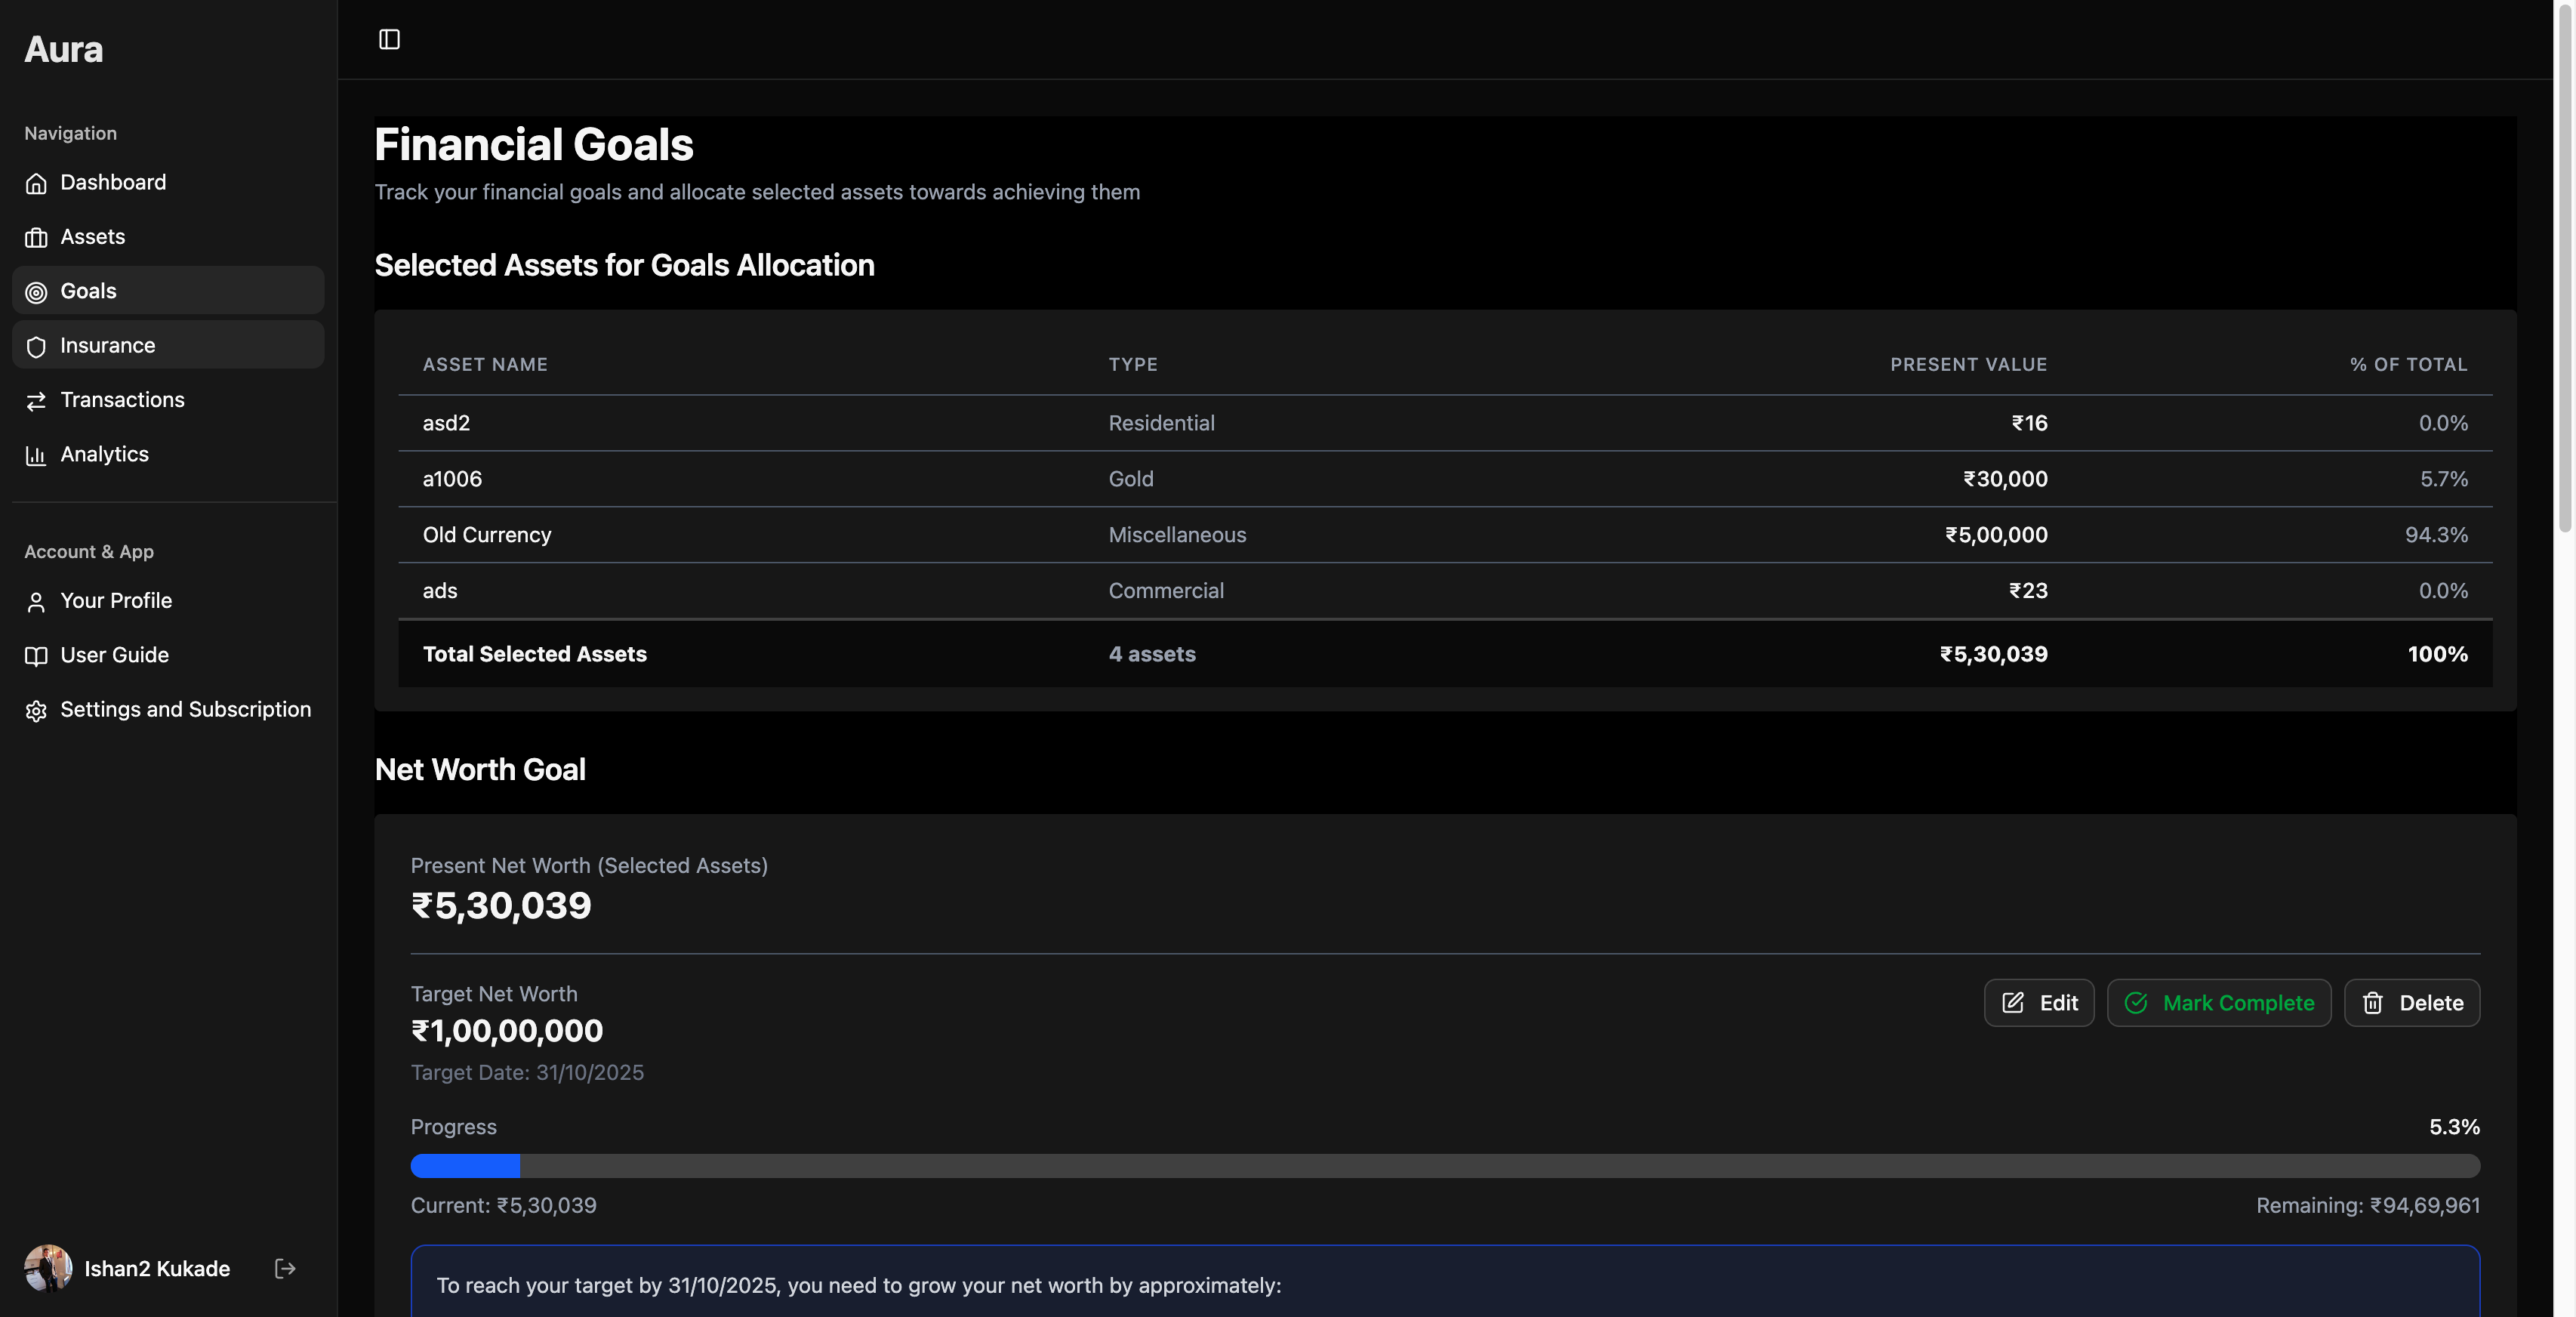 Aura
Navigation
Dashboard
Assets
Goals
Insurance
Transactions
Analytics
Account & App
Your Profile
User Guide
Settings and Subscription
Ishan2 Kukade
Financial Goals
Track your financial goals and allocate selected assets towards achieving them
Selected Assets for Goals Allocation
ASSET NAME TYPE PRESENT VALUE % OF TOTAL
asd2 Residential ₹16 0.0%
a1006 Gold ₹30,000 5.7%
Old Currency Miscellaneous ₹5,00,000 94.3%
ads Commercial ₹23 0.0%
Total Selected Assets 4 assets ₹5,30,039 100%
Net Worth Goal
Present Net Worth (Selected Assets)
₹5,30,039
Target Net Worth
₹1,00,00,000
Target Date: 31/10/2025
Edit Mark Complete Delete
Progress 5.3%
Current: ₹5,30,039 Remaining: ₹94,69,961
To reach your target by 31/10/2025, you need to grow your net worth by approximately: